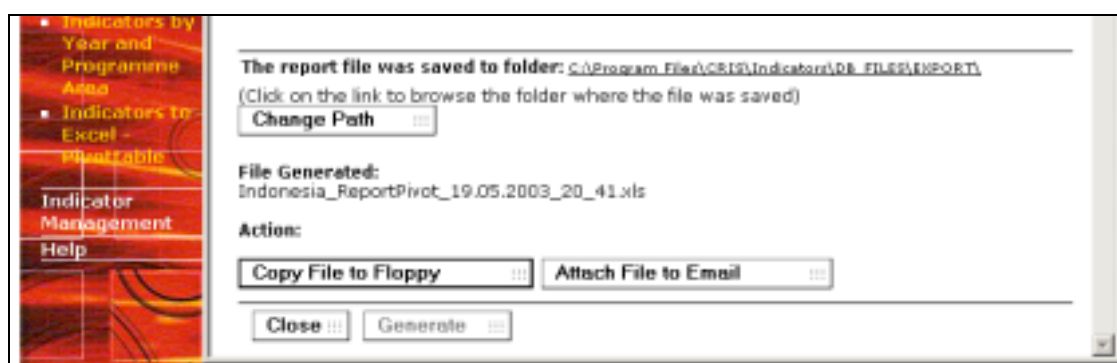 Indicators by
Year and
Programme
Area
Indicators to
Excel -
Pivottable
Indicator
Management
Help
The report file was saved to folder: C:\Program Files\CRIS\Indicators\DB_FILES\EXPORT\
(Click on the link to browse the folder where the file was saved)
Change Path
File Generated:
Indonesia_ReportPivot_19.05.2003_20_41.xls
Action:
Copy File to Floppy
Attach File to Email
Close
Generate